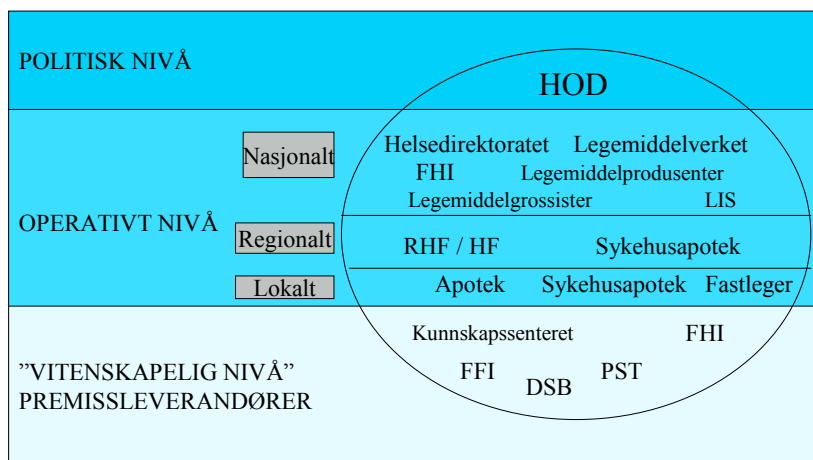 POLITISK NIVÅ
HOD
Nasjonalt
Helsedirektoratet Legemiddelverket
FHI Legemiddelprodusenter
Legemiddelgrossister LIS
OPERATIVT NIVÅ
Regionalt
RHF / HF Sykehusapotek
Lokalt
Apotek Sykehusapotek Fastleger
Kunnskapssenteret FHI
”VITENSKAPELIG NIVÅ”
PREMISSLEVERANDØRER
FFI DSB PST